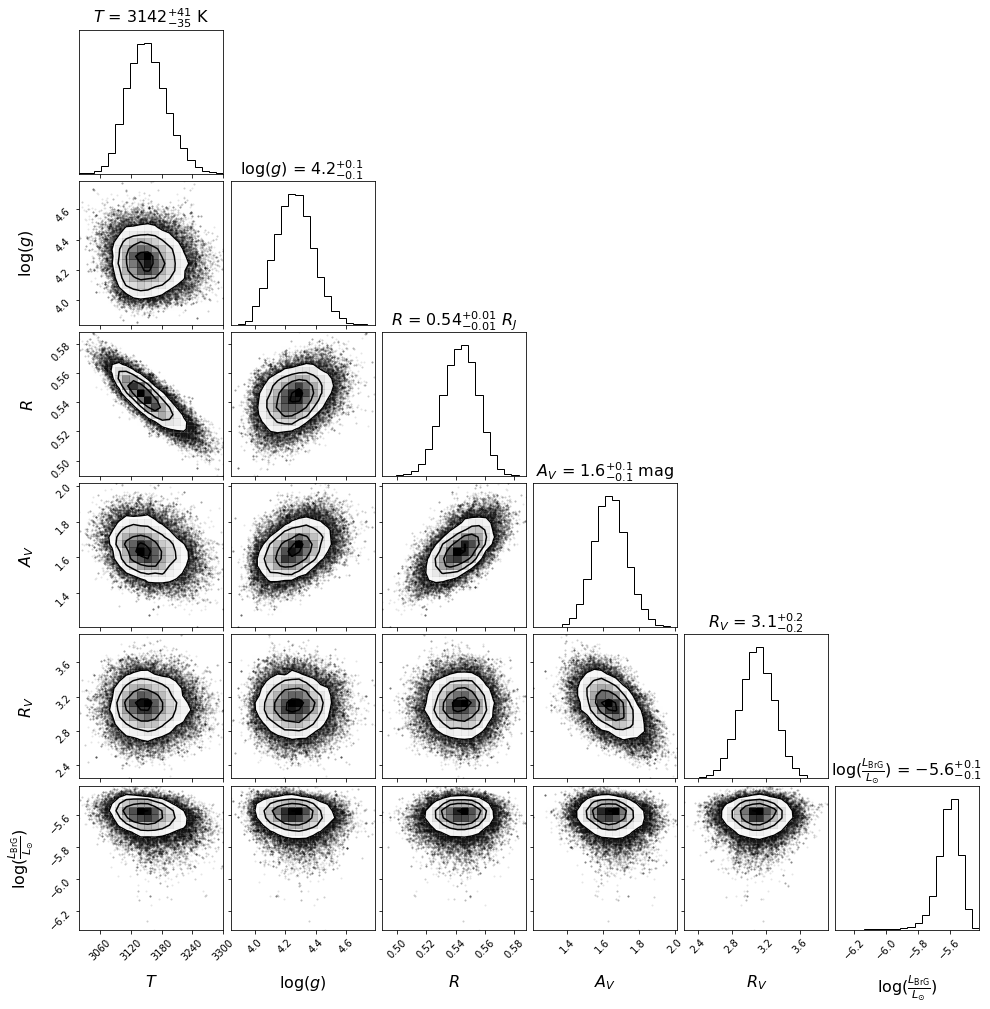 T = 3142 +41 −35 K
log(g) = 4.2 +0.1 −0.1
4.6
4.4
4.2
4.0
log(g)
R = 0.54 +0.01 −0.01 R_J
0.58
0.56
0.54
0.52
0.50
R
A_V = 1.6 +0.1 −0.1 mag
2.0
1.8
1.6
1.4
A_V
R_V = 3.1 +0.2 −0.2
3.6
3.2
2.8
2.4
R_V
log(L_BrG/L_⊙) = −5.6 +0.1 −0.1
−5.6
−5.8
−6.0
−6.2
log(L_BrG/L_⊙)
3060 3120 3180 3240 3300 4.0 4.2 4.4 4.6 0.50 0.52 0.54 0.56 0.58 1.4 1.6 1.8 2.0 2.4 2.8 3.2 3.6 −6.2 −6.0 −5.8 −5.6
T log(g) R A_V R_V log(L_BrG/L_⊙)